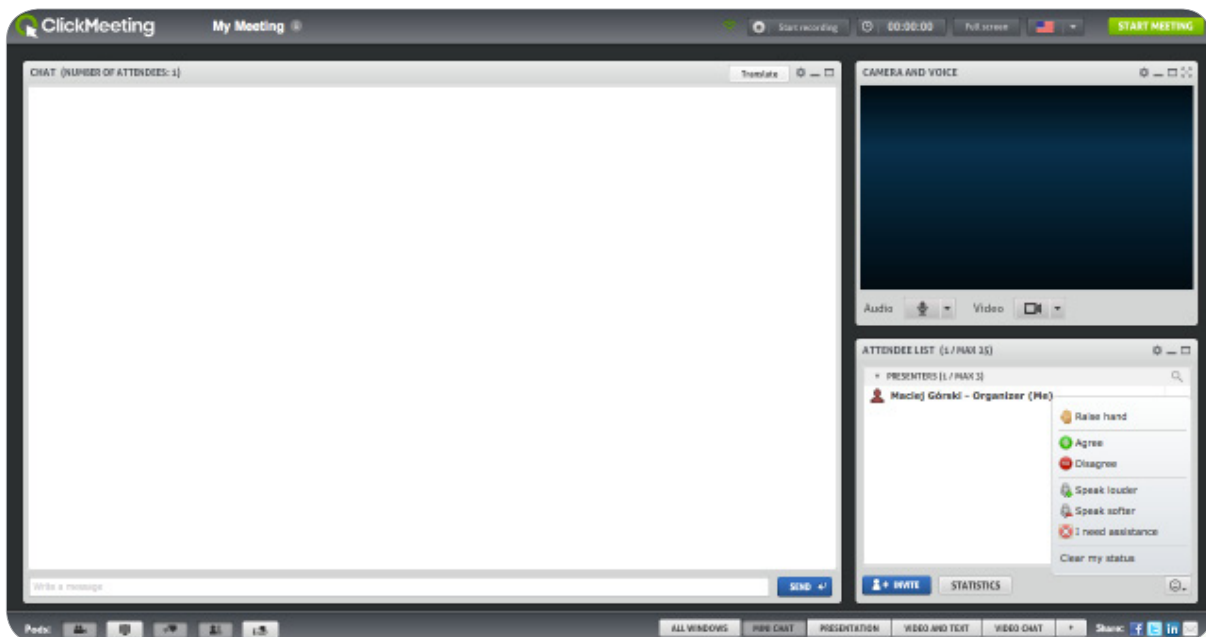 ClickMeeting
My Meeting
Start recording
00:00:00
Full screen
START MEETING
CHAT (NUMBER OF ATTENDEES: 1)
Translate
Write a message
SEND
CAMERA AND VOICE
Audio
Video
ATTENDEE LIST (1 / MAX 25)
PRESENTERS (1 / MAX 3)
Maciej Górski - Organizer (Me)
Raise hand
Agree
Disagree
Speak louder
Speak softer
I need assistance
Clear my status
INVITE
STATISTICS
Pods:
ALL WINDOWS
MINI CHAT
PRESENTATION
VIDEO AND TEXT
VIDEO CHAT
Share: